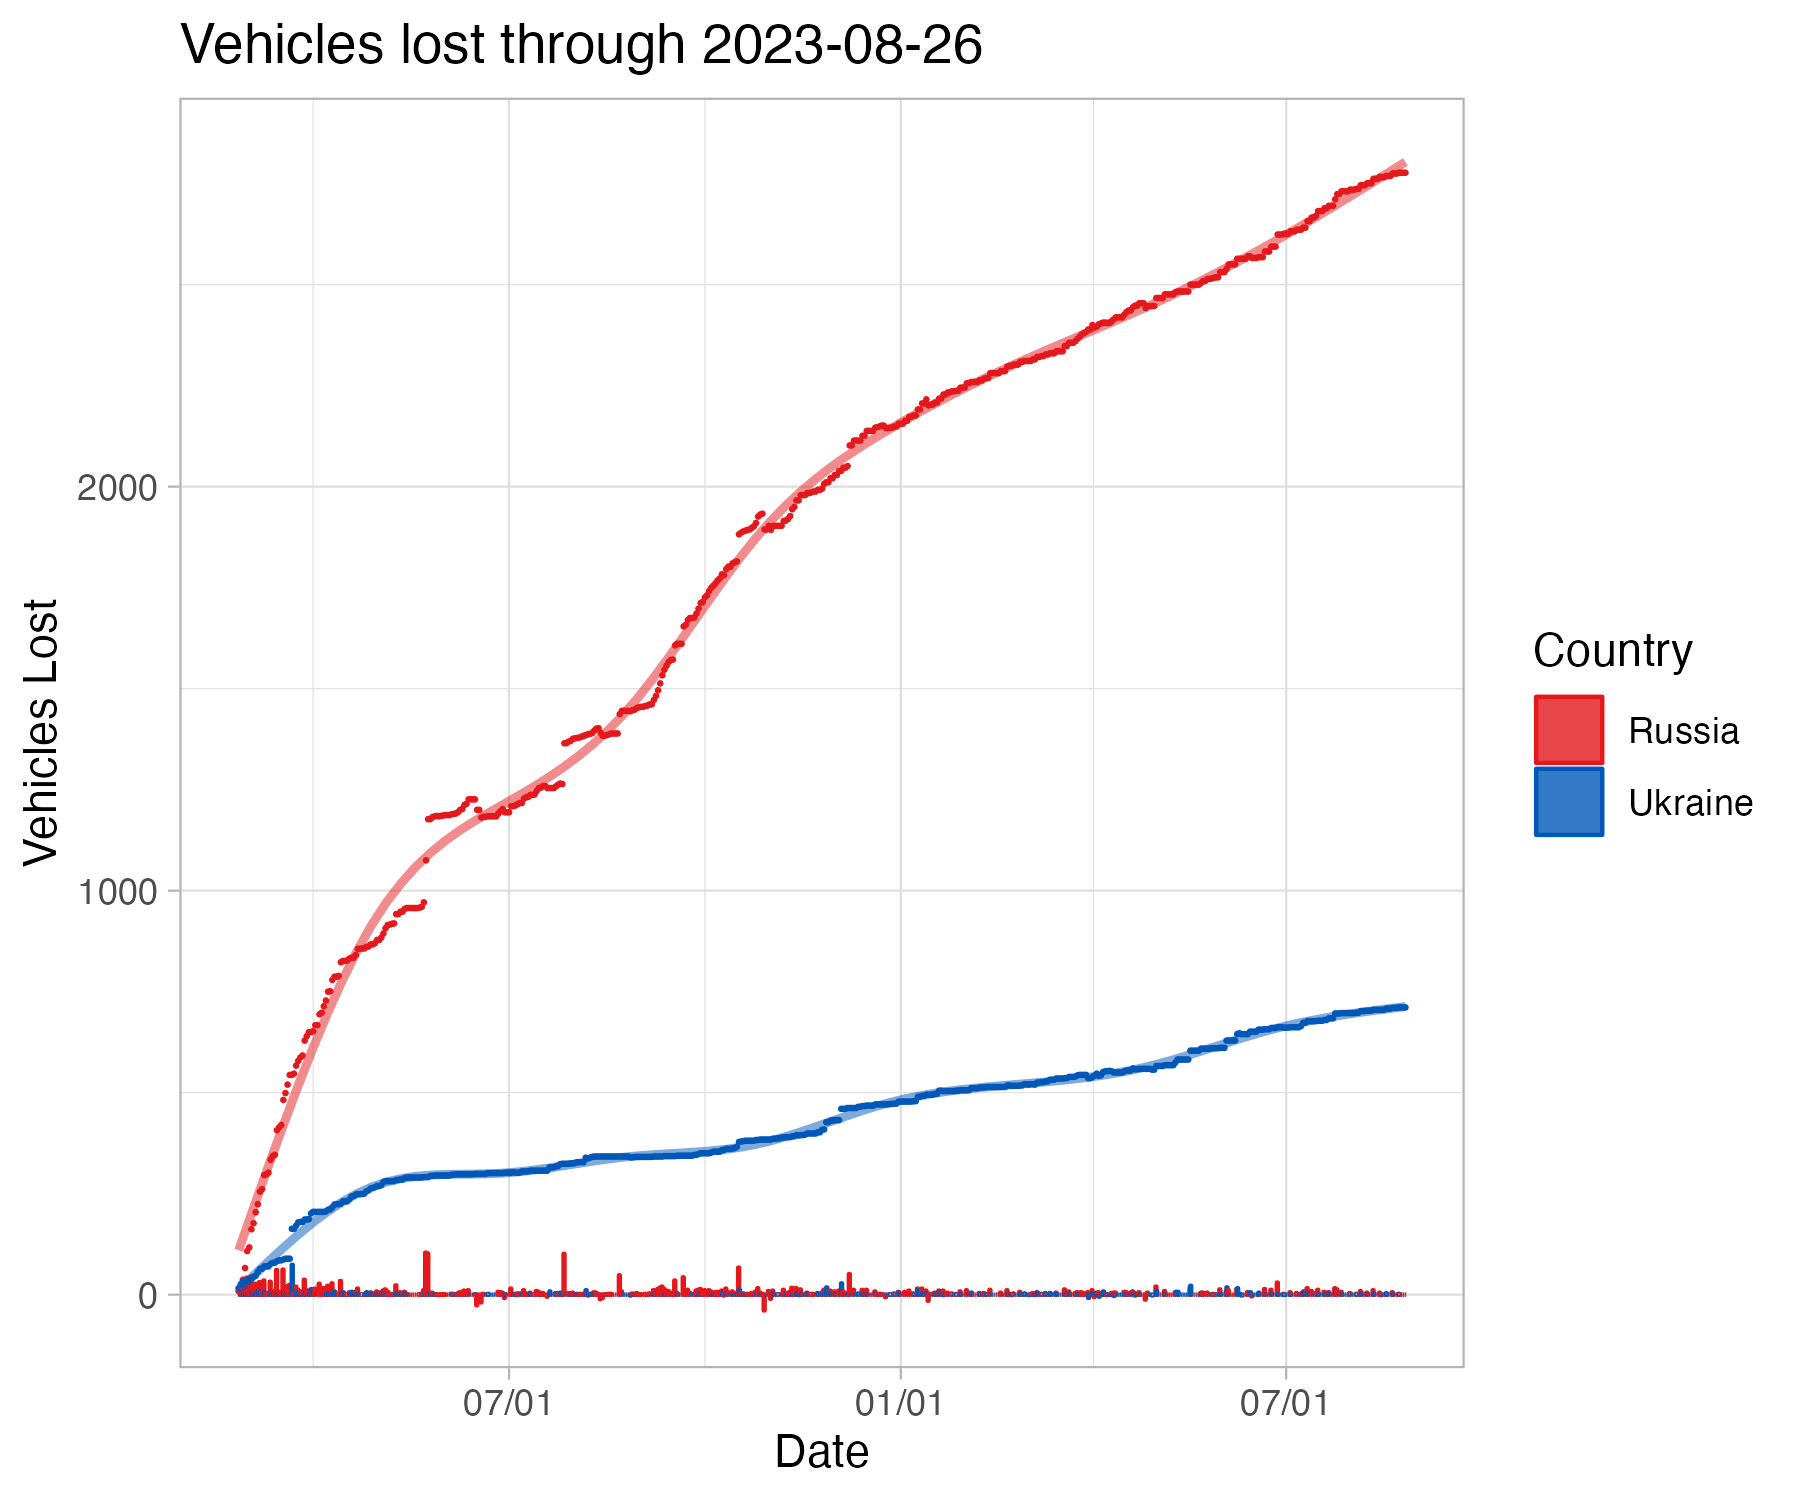 Vehicles lost through 2023-08-26
Vehicles Lost
2000
1000
0
07/01
01/01
07/01
Date
Country
Russia
Ukraine